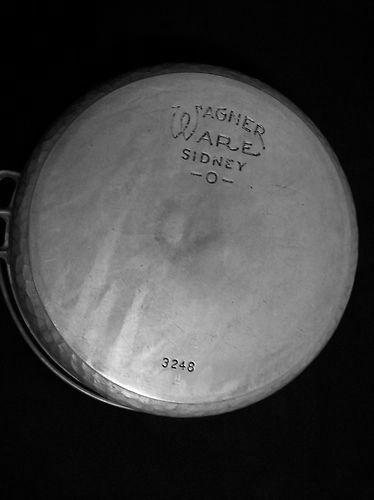 WAGNER
WARE
SIDNEY
-O-
3248